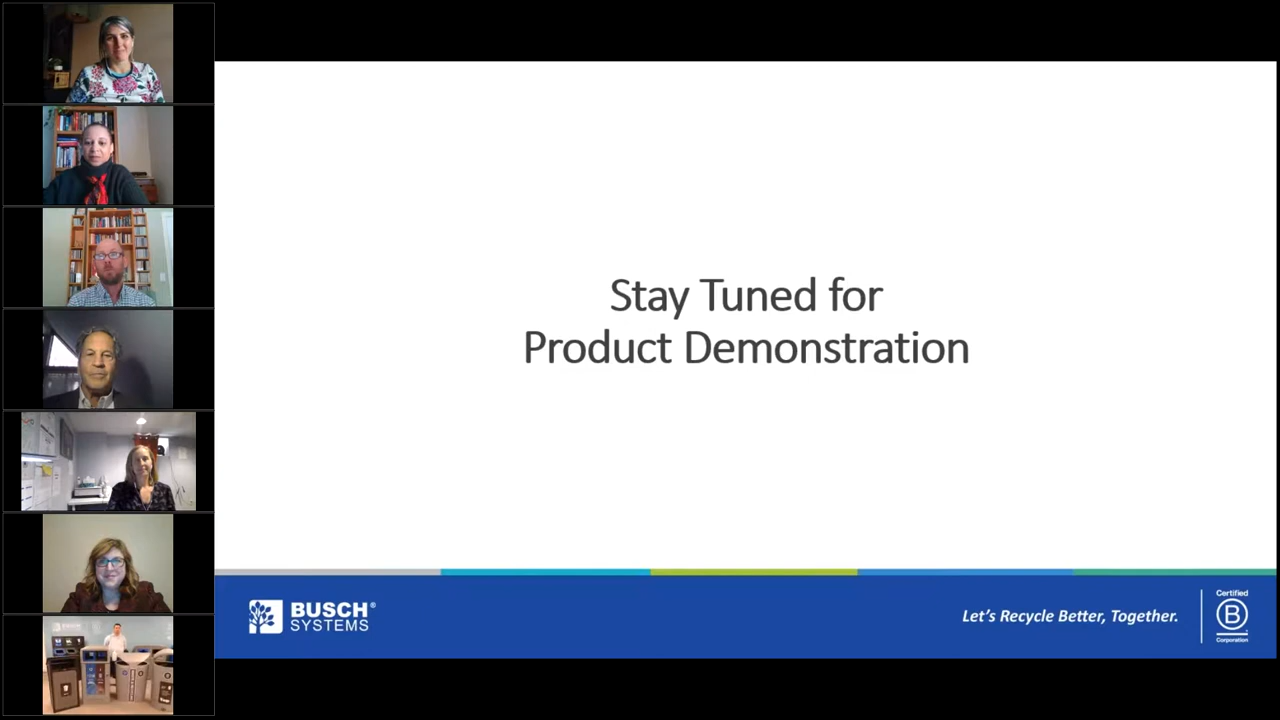 Stay Tuned for
Product Demonstration
BUSCH®
SYSTEMS
Let's Recycle Better, Together.
Certified
B
Corporation